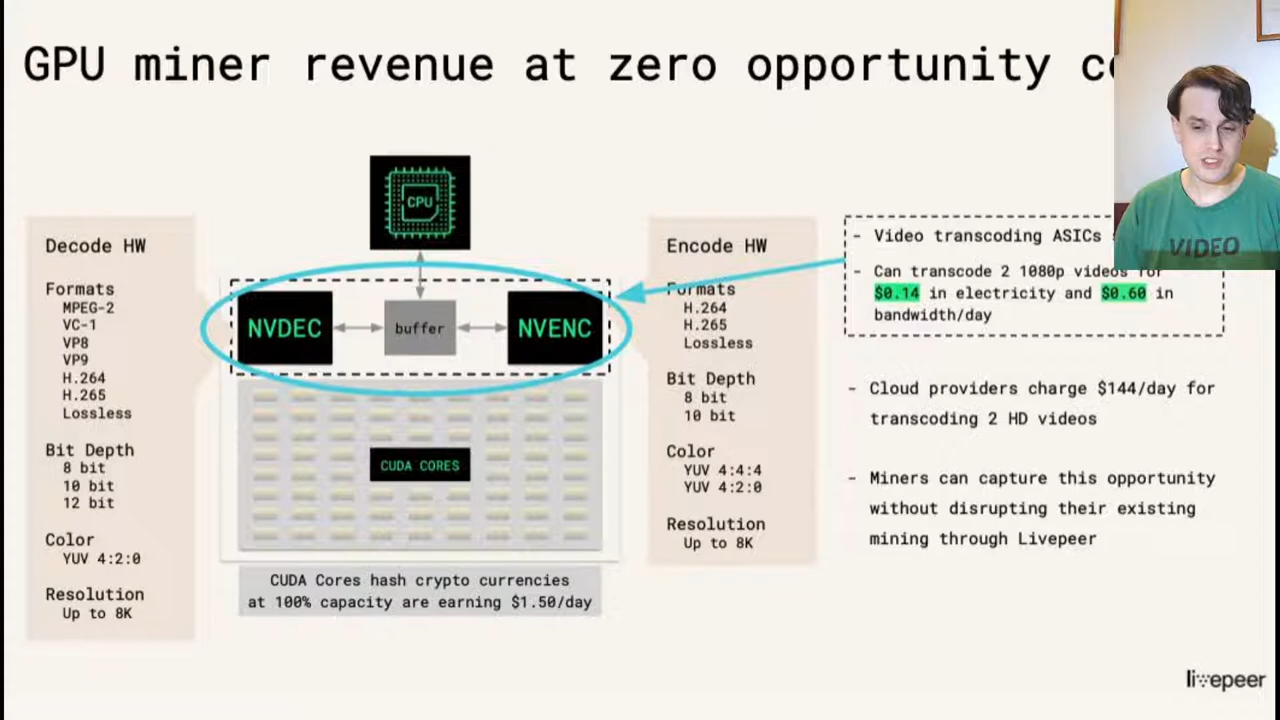 GPU miner revenue at zero opportunity
CPU
Decode HW
Formats
MPEG-2
VC-1
VP8
VP9
H.264
H.265
Lossless
Bit Depth
8 bit
10 bit
12 bit
Color
YUV 4:2:0
Resolution
Up to 8K
NVDEC
buffer
NVENC
CUDA CORES
CUDA Cores hash crypto currencies
at 100% capacity are earning $1.50/day
Encode HW
Formats
H.264
H.265
Lossless
Bit Depth
8 bit
10 bit
Color
YUV 4:4:4
YUV 4:2:0
Resolution
Up to 8K
- Video transcoding ASICs
- Can transcode 2 1080p videos for
$0.14 in electricity and $0.60 in
bandwidth/day
- Cloud providers charge $144/day for
transcoding 2 HD videos
- Miners can capture this opportunity
without disrupting their existing
mining through Livepeer
VIDEO
livepeer